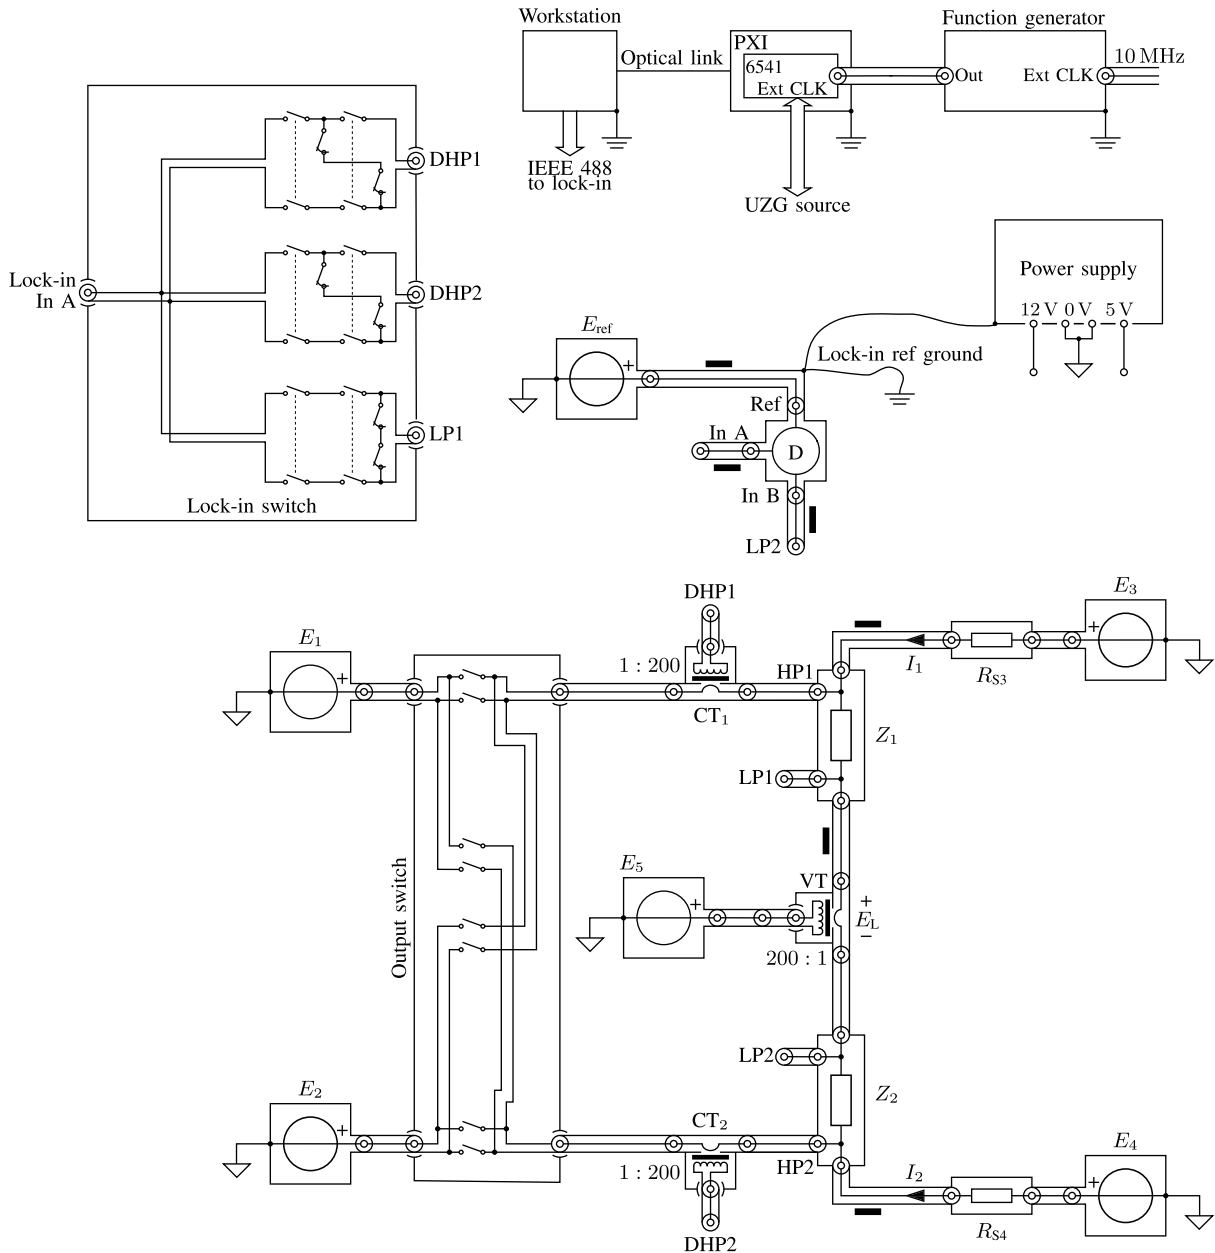 Workstation
Function generator
PXI
Optical link
6541
Ext CLK
Out
Ext CLK
10 MHz
IEEE 488
to lock-in
UZG source
DHP1
Lock-in
In A
DHP2
LP1
Lock-in switch
Power supply
12 V 0 V 5 V
E_ref
+
Lock-in ref ground
Ref
In A
D
In B
LP2
DHP1
E_3
+
E_1
+
1 : 200
HP1
I_1
R_S3
CT_1
Z_1
LP1
Output switch
E_5
+
VT
+
E_L
−
200 : 1
LP2
Z_2
E_2
+
CT_2
HP2
1 : 200
I_2
E_4
+
R_S4
DHP2